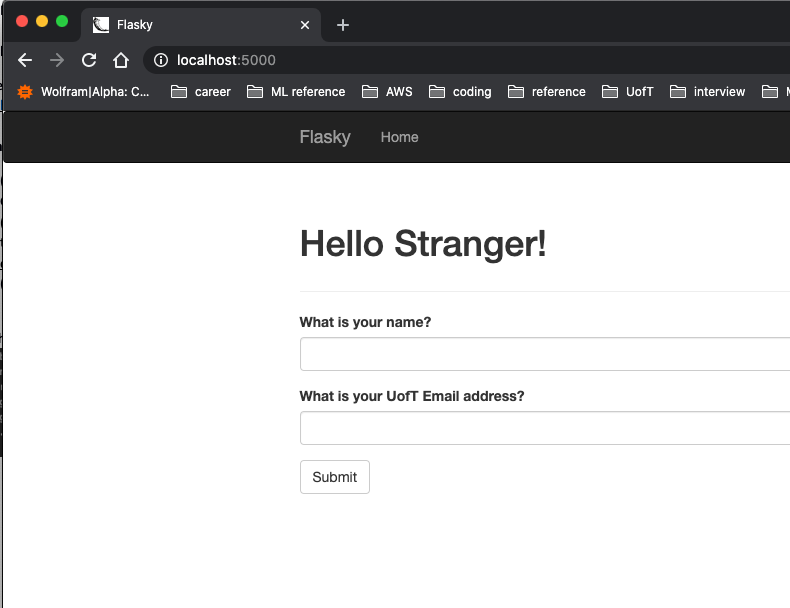 Flasky
localhost:5000
Wolfram|Alpha: C... career ML reference AWS coding reference UofT interview
Flasky Home
Hello Stranger!
What is your name?
What is your UofT Email address?
Submit